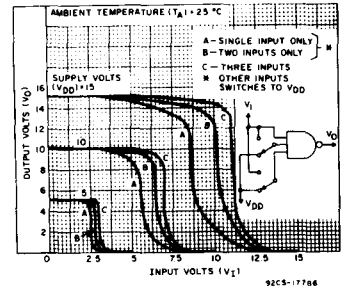 AMBIENT TEMPERATURE (TA) = 25 °C
A - SINGLE INPUT ONLY
B - TWO INPUTS ONLY
*
C - THREE INPUTS
* OTHER INPUTS
SWITCHES TO VDD
SUPPLY VOLTS
(VDD) = 15
OUTPUT VOLTS (VO)
16
14
12
10
8
6
4
2
0
10
5
A
B
C
A
B
C
A
B
C
VI
VO
VDD
0
2.5
5
7.5
10
12.5
15
INPUT VOLTS (VI)
92CS-17786